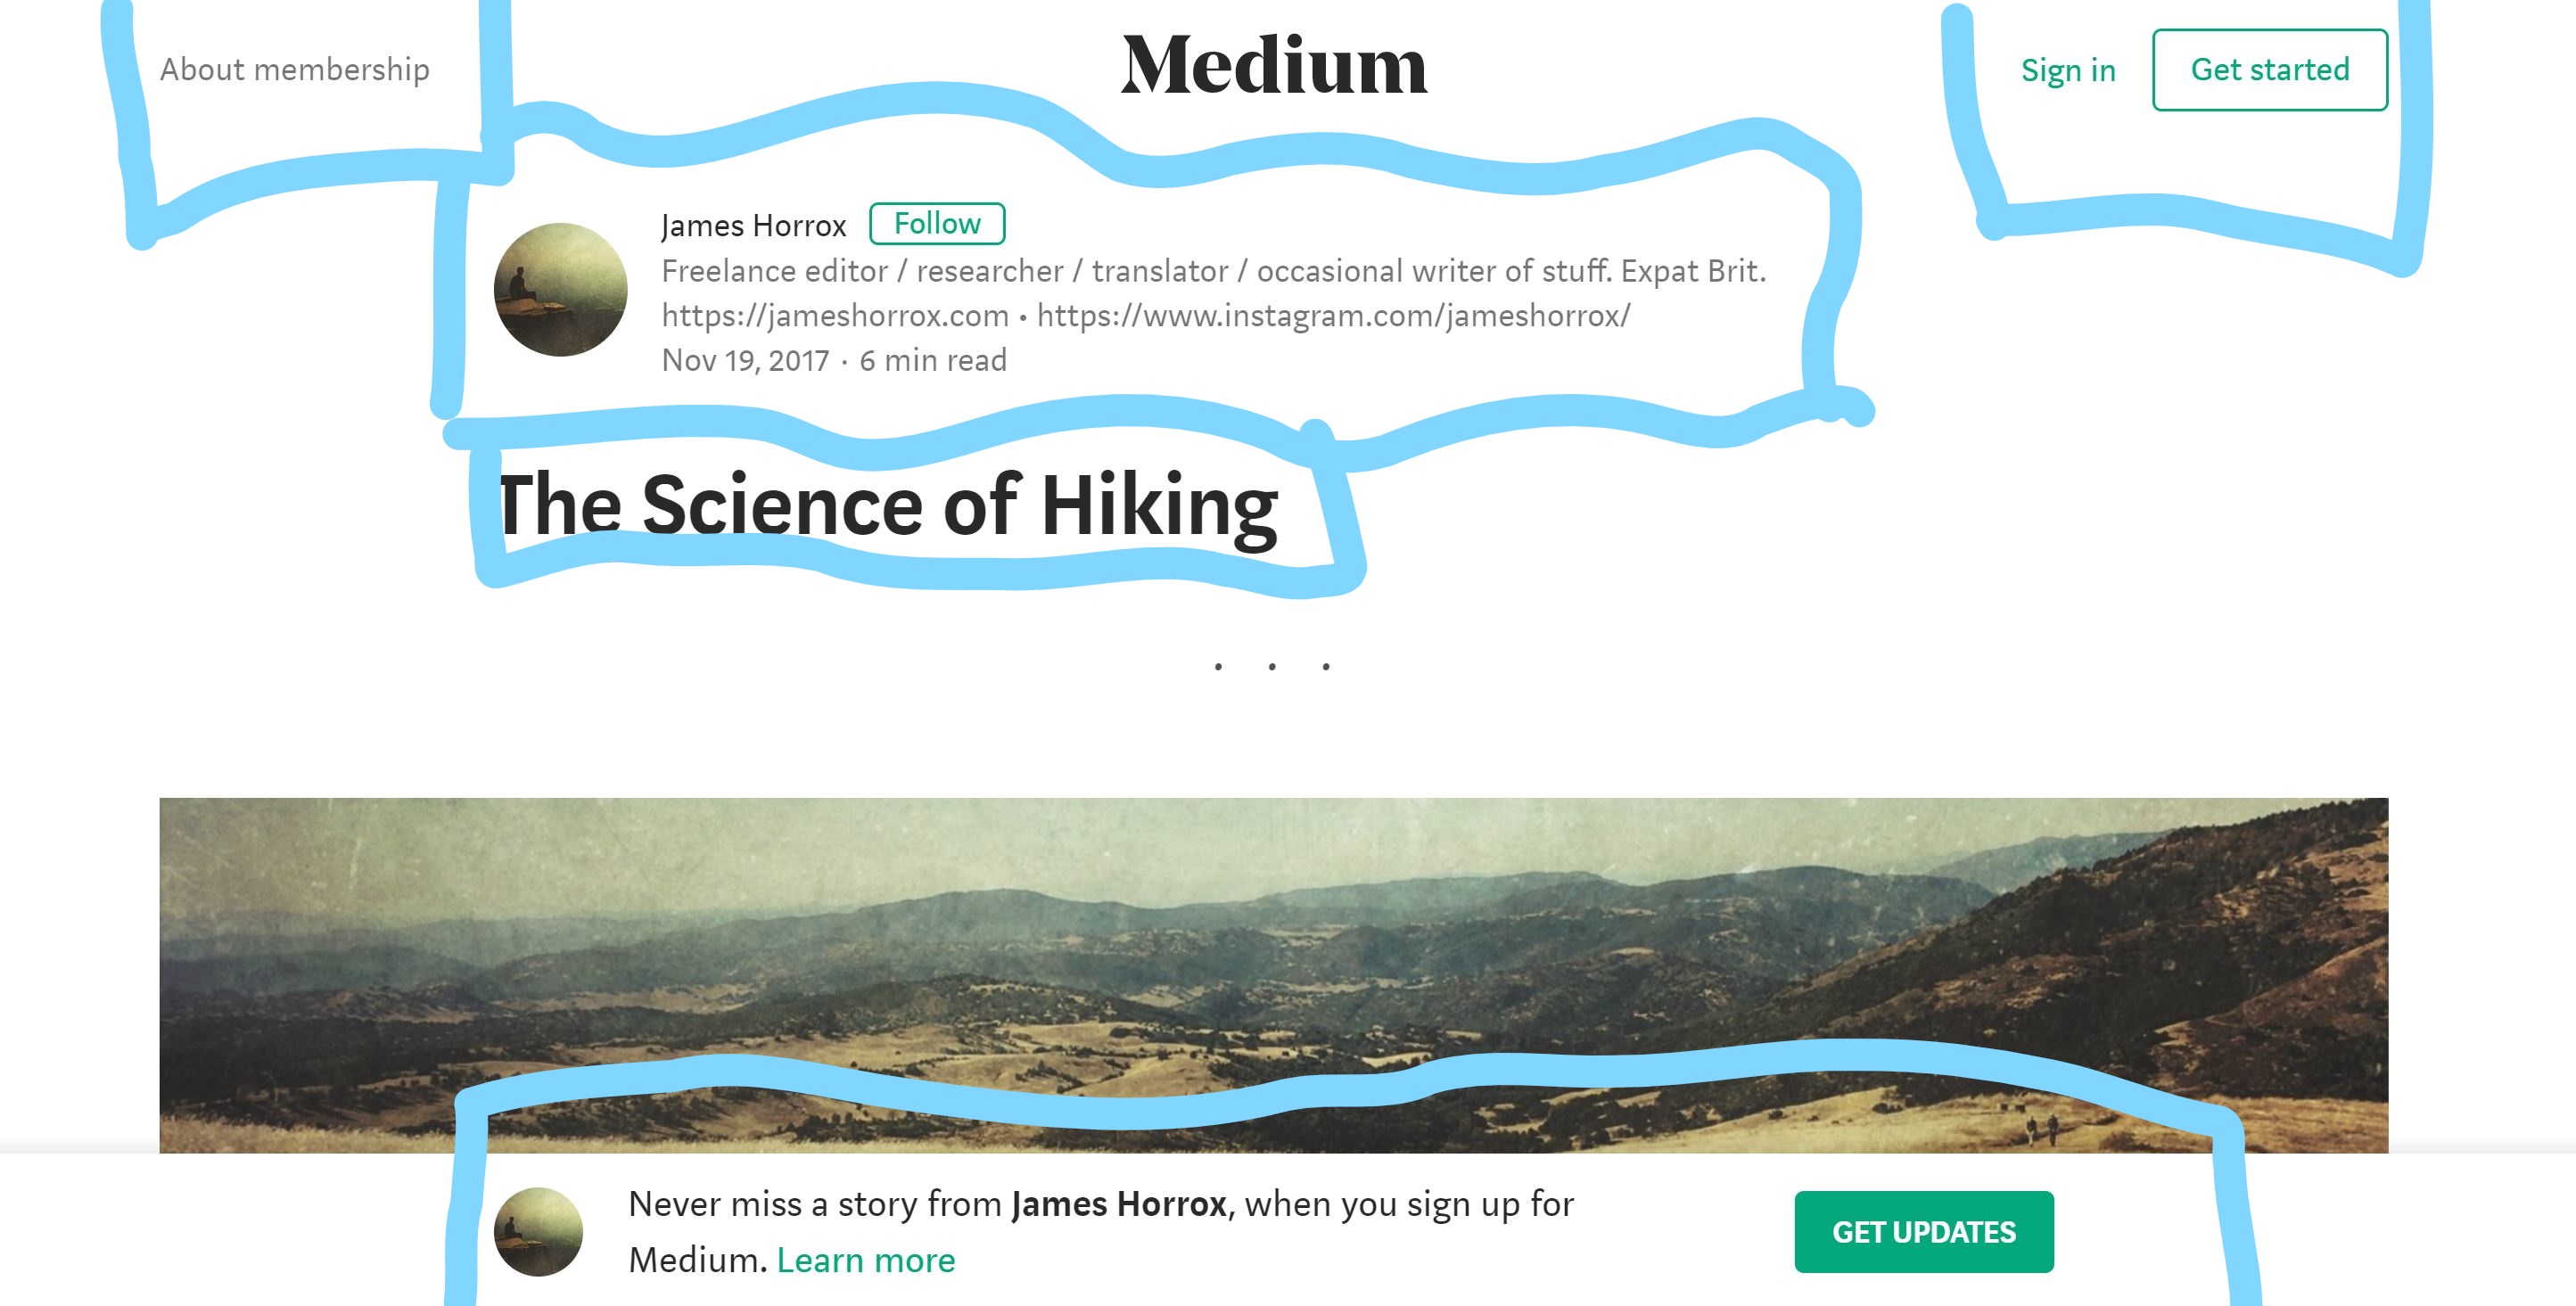 About membership
Medium
Sign in
Get started
James Horrox
Follow
Freelance editor / researcher / translator / occasional writer of stuff. Expat Brit.
https://jameshorrox.com • https://www.instagram.com/jameshorrox/
Nov 19, 2017 · 6 min read
The Science of Hiking
. . .
Never miss a story from James Horrox, when you sign up for
Medium. Learn more
GET UPDATES